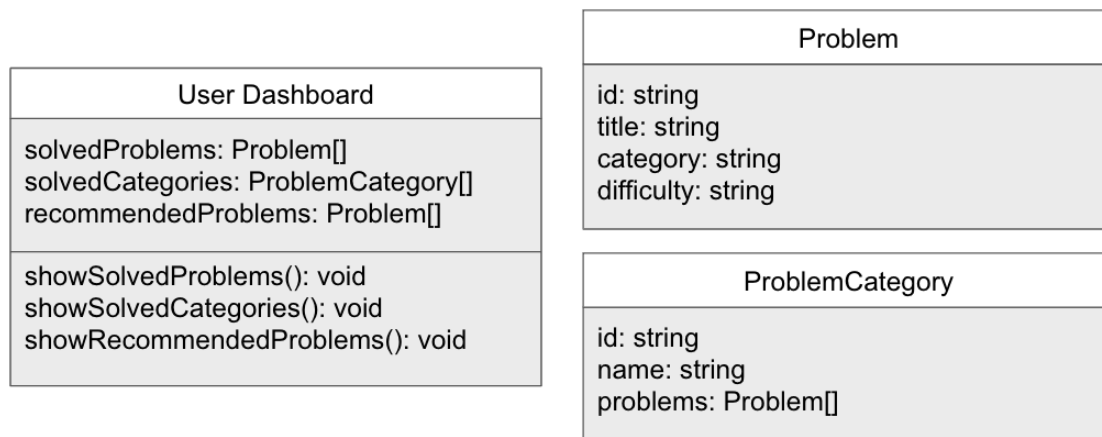 User Dashboard
solvedProblems: Problem[]
solvedCategories: ProblemCategory[]
recommendedProblems: Problem[]
showSolvedProblems(): void
showSolvedCategories(): void
showRecommendedProblems(): void
Problem
id: string
title: string
category: string
difficulty: string
ProblemCategory
id: string
name: string
problems: Problem[]